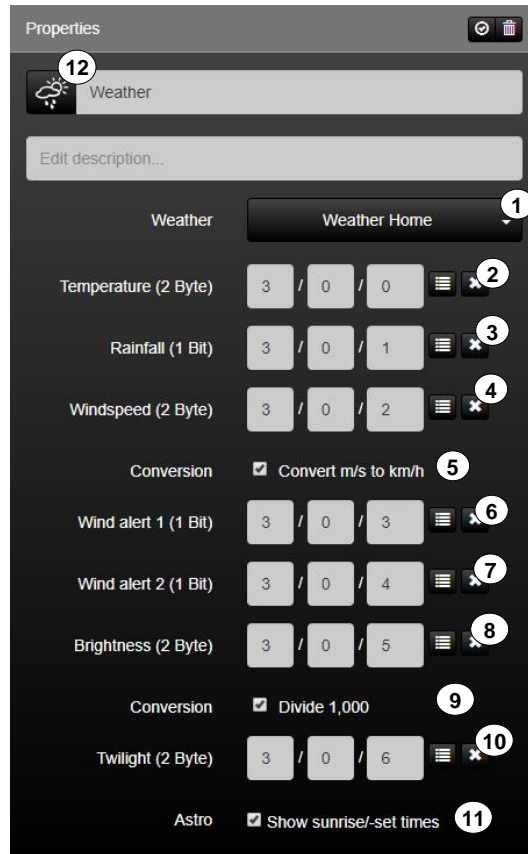 Properties
12
Weather
Edit description...
1
Weather Weather Home
Temperature (2 Byte) 3 / 0 / 0 2
Rainfall (1 Bit) 3 / 0 / 1 3
Windspeed (2 Byte) 3 / 0 / 2 4
Conversion Convert m/s to km/h 5
Wind alert 1 (1 Bit) 3 / 0 / 3 6
Wind alert 2 (1 Bit) 3 / 0 / 4 7
Brightness (2 Byte) 3 / 0 / 5 8
Conversion Divide 1,000 9
Twilight (2 Byte) 3 / 0 / 6 10
Astro Show sunrise/-set times 11